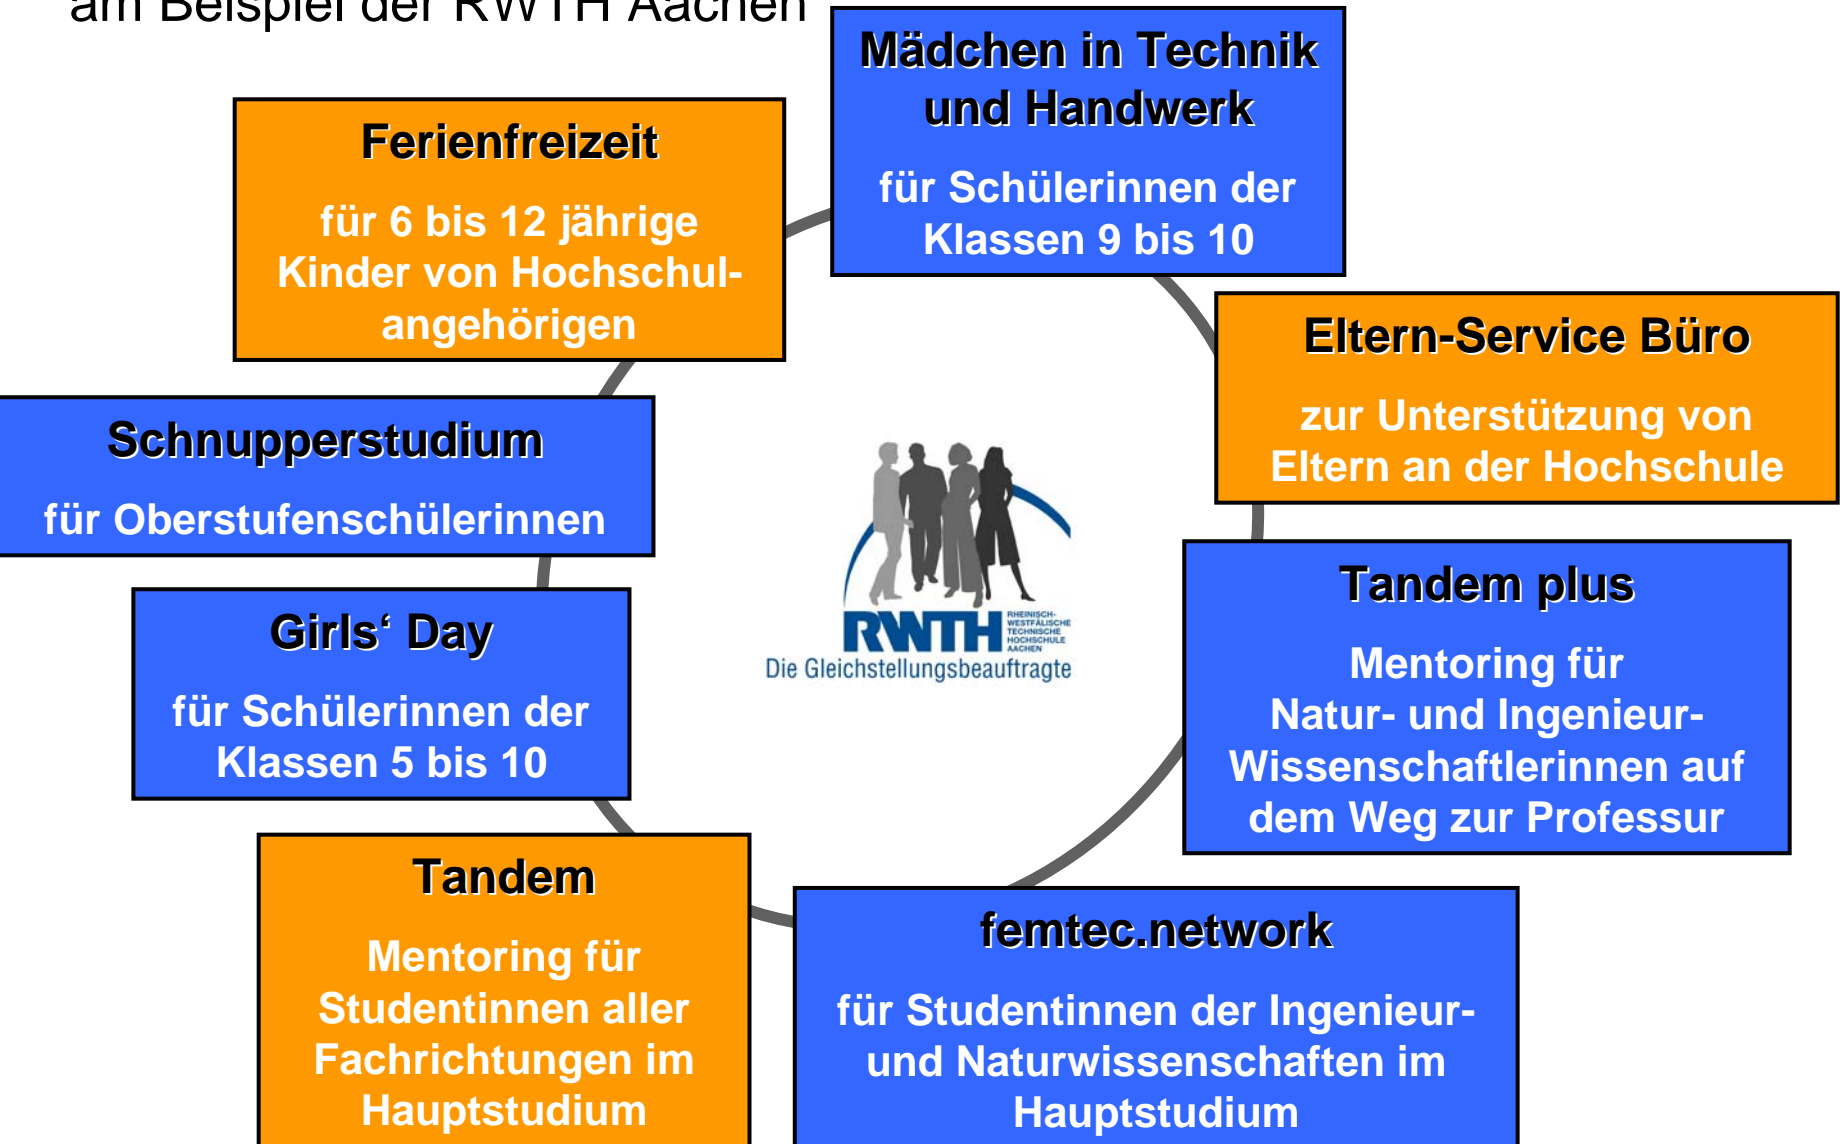 am Beispiel der RWTH Aachen
Mädchen in Technik
und Handwerk
für Schülerinnen der
Klassen 9 bis 10
Ferienfreizeit
für 6 bis 12 jährige
Kinder von Hochschul-
angehörigen
Eltern-Service Büro
zur Unterstützung von
Eltern an der Hochschule
Schnupperstudium
für Oberstufenschülerinnen
Tandem plus
Mentoring für
Natur- und Ingenieur-
Wissenschaftlerinnen auf
dem Weg zur Professur
Girls‘ Day
für Schülerinnen der
Klassen 5 bis 10
RWTH
RHEINISCH-
WESTFÄLISCHE
TECHNISCHE
HOCHSCHULE
AACHEN
Die Gleichstellungsbeauftragte
Tandem
Mentoring für
Studentinnen aller
Fachrichtungen im
Hauptstudium
femtec.network
für Studentinnen der Ingenieur-
und Naturwissenschaften im
Hauptstudium